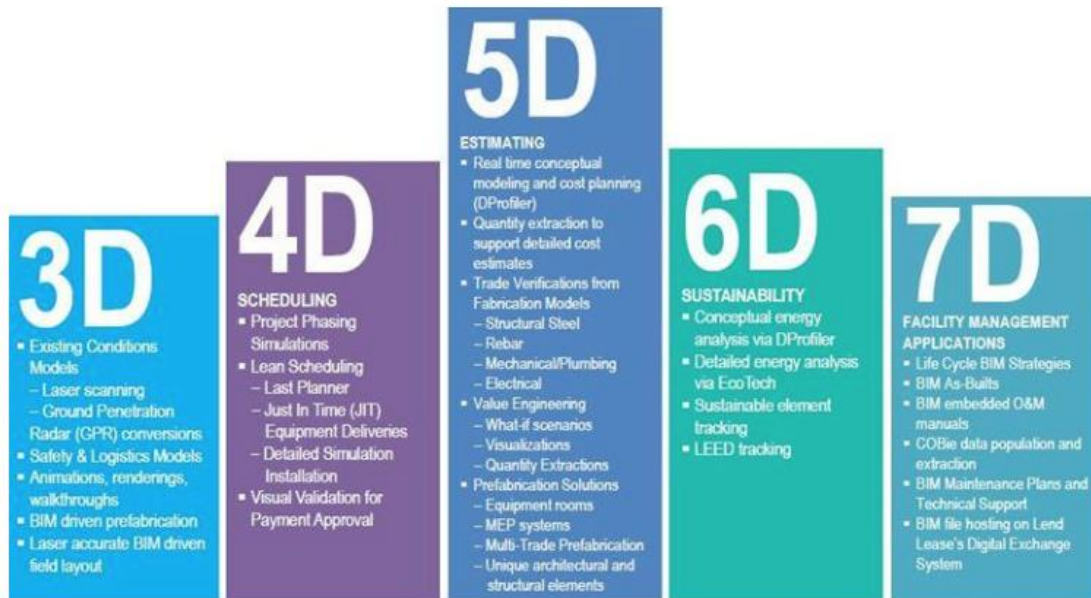 3D
▪ Existing Conditions
Models
– Laser scanning
– Ground Penetration
Radar (GPR) conversions
▪ Safety & Logistics Models
▪ Animations, renderings,
walkthroughs
▪ BIM driven prefabrication
▪ Laser accurate BIM driven
field layout
4D
SCHEDULING
▪ Project Phasing
Simulations
▪ Lean Scheduling
– Last Planner
– Just In Time (JIT)
Equipment Deliveries
– Detailed Simulation
Installation
▪ Visual Validation for
Payment Approval
5D
ESTIMATING
▪ Real time conceptual
modeling and cost planning
(DProfiler)
▪ Quantity extraction to
support detailed cost
estimates
▪ Trade Verifications from
Fabrication Models
– Structural Steel
– Rebar
– Mechanical/Plumbing
– Electrical
▪ Value Engineering
– What-if scenarios
– Visualizations
– Quantity Extractions
▪ Prefabrication Solutions
– Equipment rooms
– MEP systems
– Multi-Trade Prefabrication
– Unique architectural and
structural elements
6D
SUSTAINABILITY
▪ Conceptual energy
analysis via DProfiler
▪ Detailed energy analysis
via EcoTech
▪ Sustainable element
tracking
▪ LEED tracking
7D
FACILITY MANAGEMENT
APPLICATIONS
▪ Life Cycle BIM Strategies
▪ BIM As-Builts
▪ BIM embedded O&M
manuals
▪ COBie data population and
extraction
▪ BIM Maintenance Plans and
Technical Support
▪ BIM file hosting on Lend
Lease's Digital Exchange
System